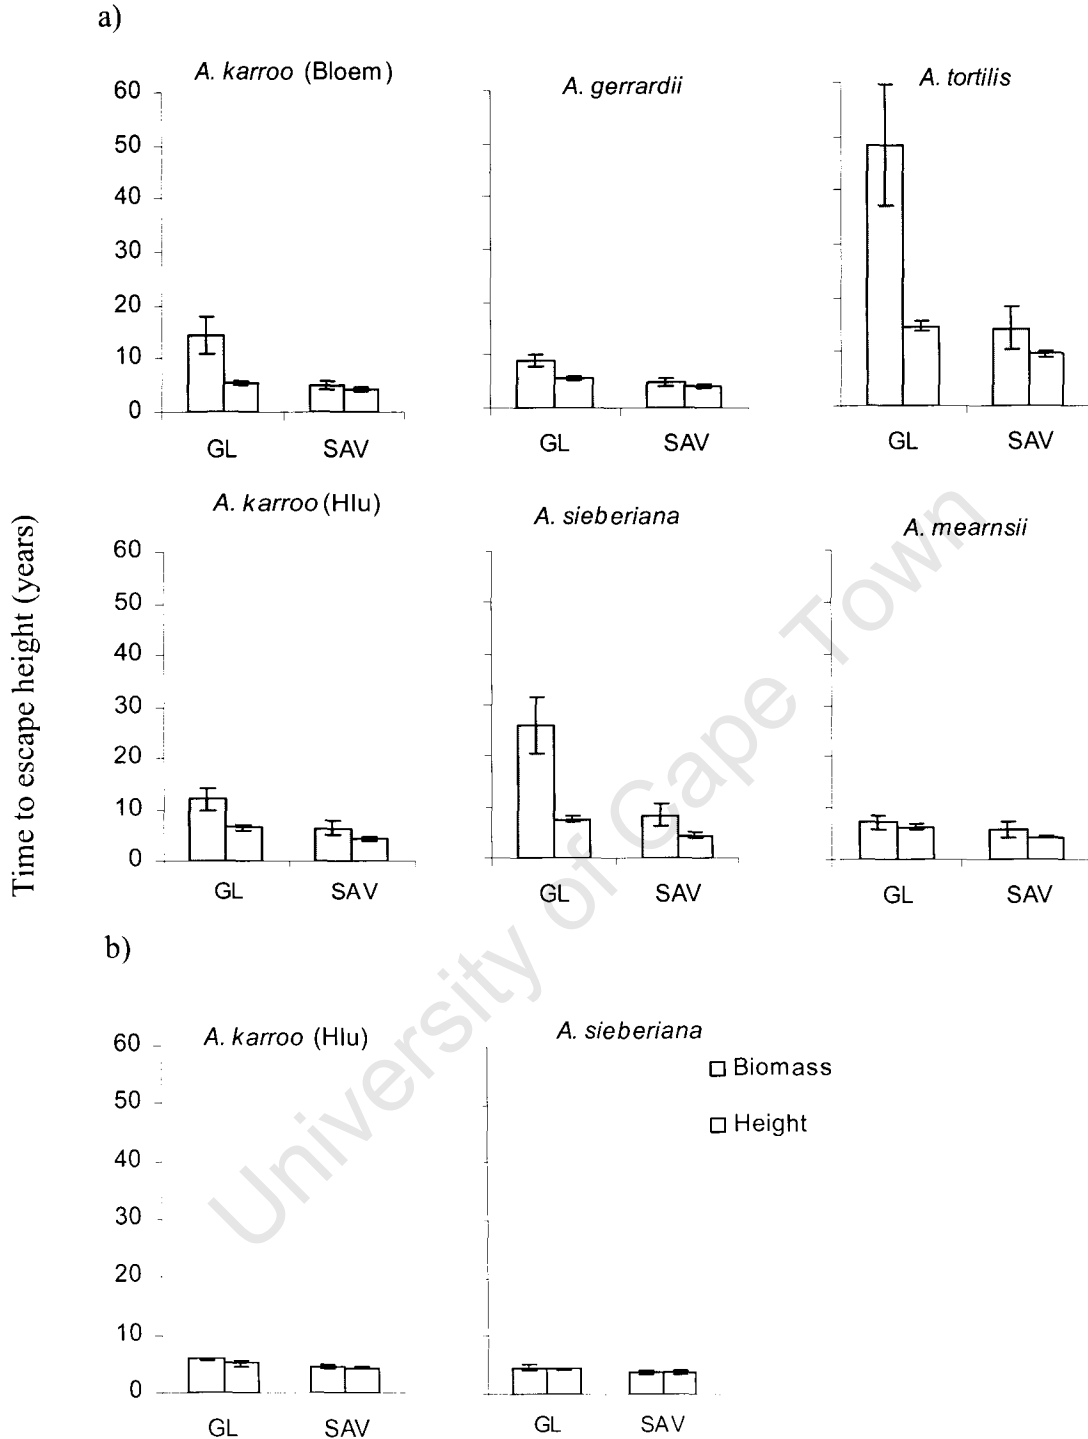 a)
A. karroo (Bloem)
A. gerrardii
A. tortilis
60
50
40
30
20
10
0
GL SAV
GL SAV
GL SAV
Time to escape height (years)
A. karroo (Hlu)
A. sieberiana
A. mearnsii
60
50
40
30
20
10
0
GL SAV
GL SAV
GL SAV
b)
A. karroo (Hlu)
A. sieberiana
60
50
40
30
20
10
0
Biomass
Height
GL SAV
GL SAV
University of Cape Town